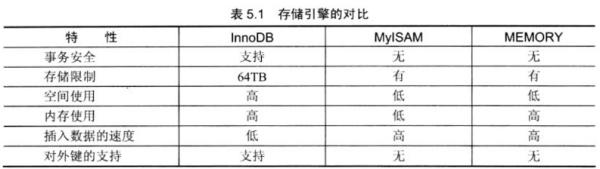 表 5.1 存储引擎的对比
特 性 InnoDB MyISAM MEMORY
事务安全 支持 无 无
存储限制 64TB 有 有
空间使用 高 低 低
内存使用 高 低 高
插入数据的速度 低 高 高
对外键的支持 支持 无 无